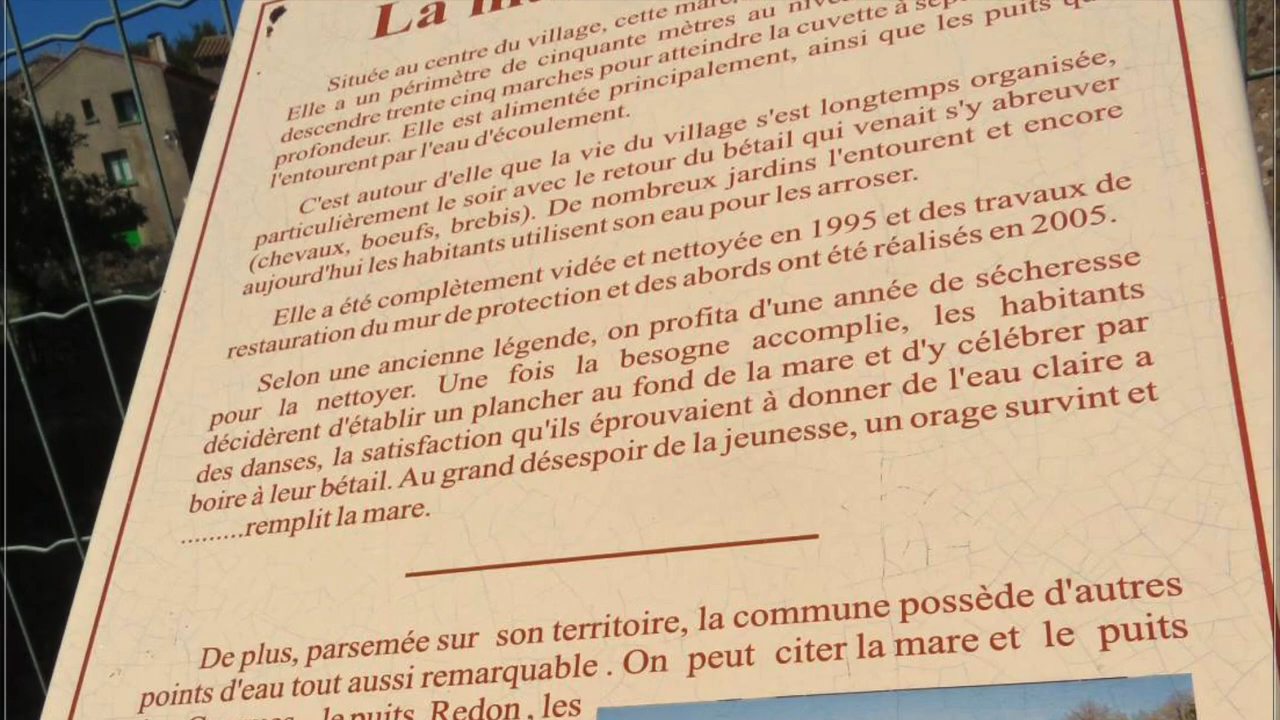 La
Située au centre du village, cette mare,
Elle a un périmètre de cinquante mètres au
descendre trente cinq marches pour atteindre la cuvette à
profondeur. Elle est alimentée principalement, ainsi que les puits
l'entourent par l'eau d'écoulement.
C'est autour d'elle que la vie du village s'est longtemps organisée,
particulièrement le soir avec le retour du bétail qui venait s'y abreuver
(chevaux, boeufs, brebis). De nombreux jardins l'entourent et encore
aujourd'hui les habitants utilisent son eau pour les arroser.
Elle a été complètement vidée et nettoyée en 1995 et des travaux de
restauration du mur de protection et des abords ont été réalisés en 2005.
Selon une ancienne légende, on profita d'une année de sécheresse
pour la nettoyer. Une fois la besogne accomplie, les habitants
décidèrent d'établir un plancher au fond de la mare et d'y célébrer par
des danses, la satisfaction qu'ils éprouvaient à donner de l'eau claire a
boire à leur bétail. Au grand désespoir de la jeunesse, un orage survint et
.........remplit la mare.
De plus, parsemée sur son territoire, la commune possède d'autres
points d'eau tout aussi remarquable . On peut citer la mare et le puits
le puits Redon , les